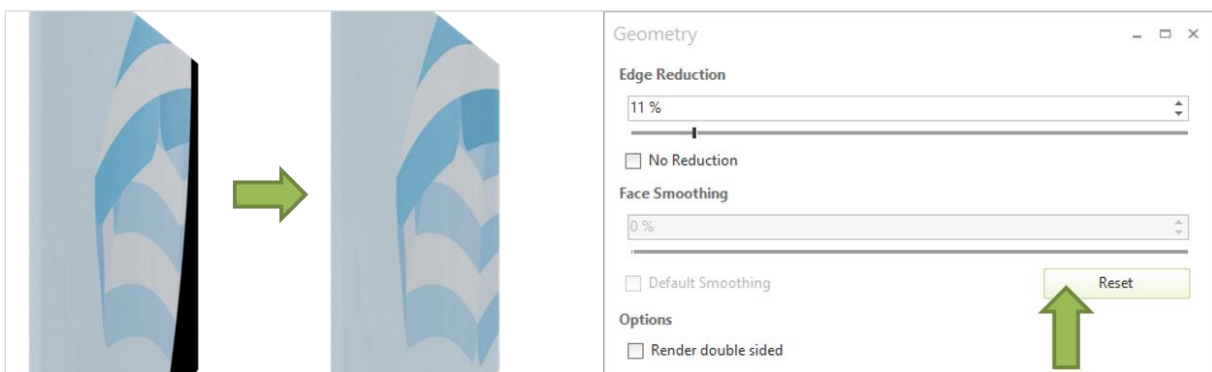 Geometry
Edge Reduction
11 %
No Reduction
Face Smoothing
0 %
Default Smoothing
Reset
Options
Render double sided